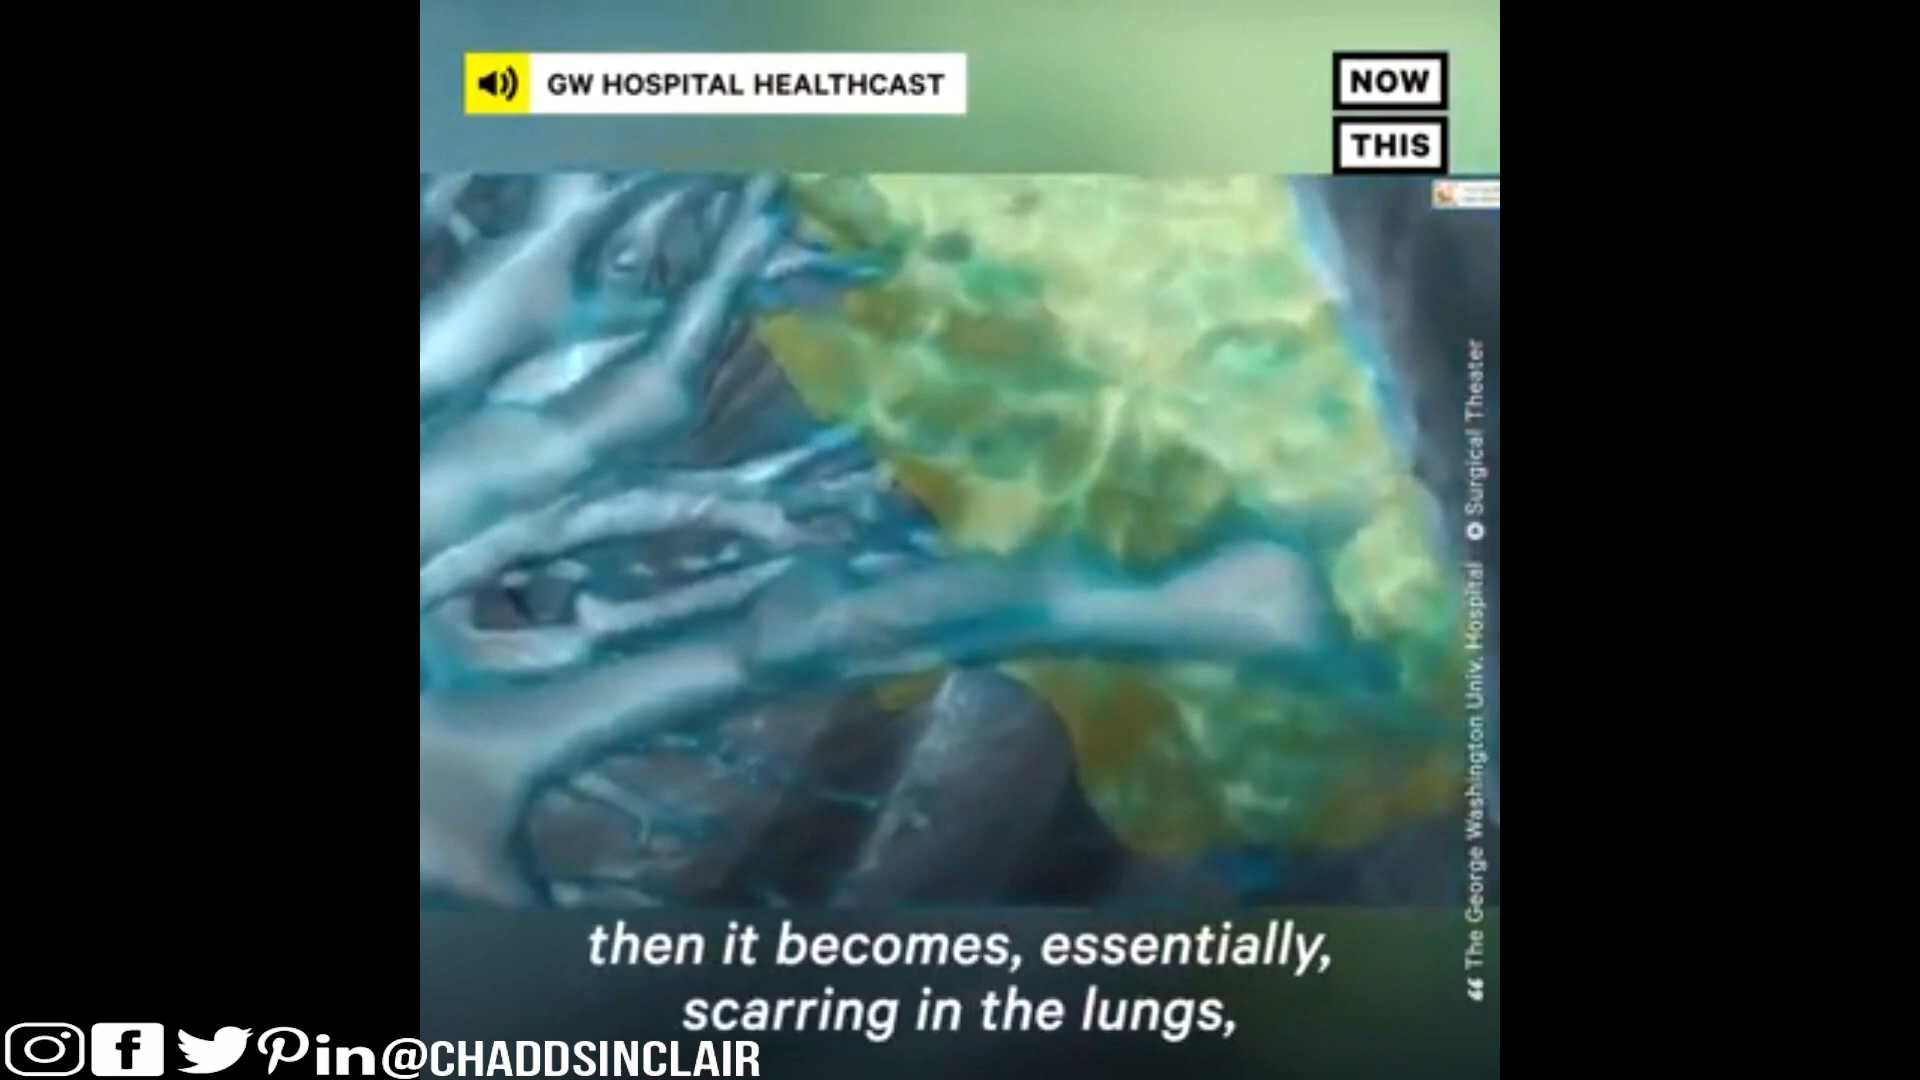 GW HOSPITAL HEALTHCAST
NOW
THIS
The George Washington Univ. Hospital Surgical Theater
then it becomes, essentially,
scarring in the lungs,
@CHADDSINCLAIR